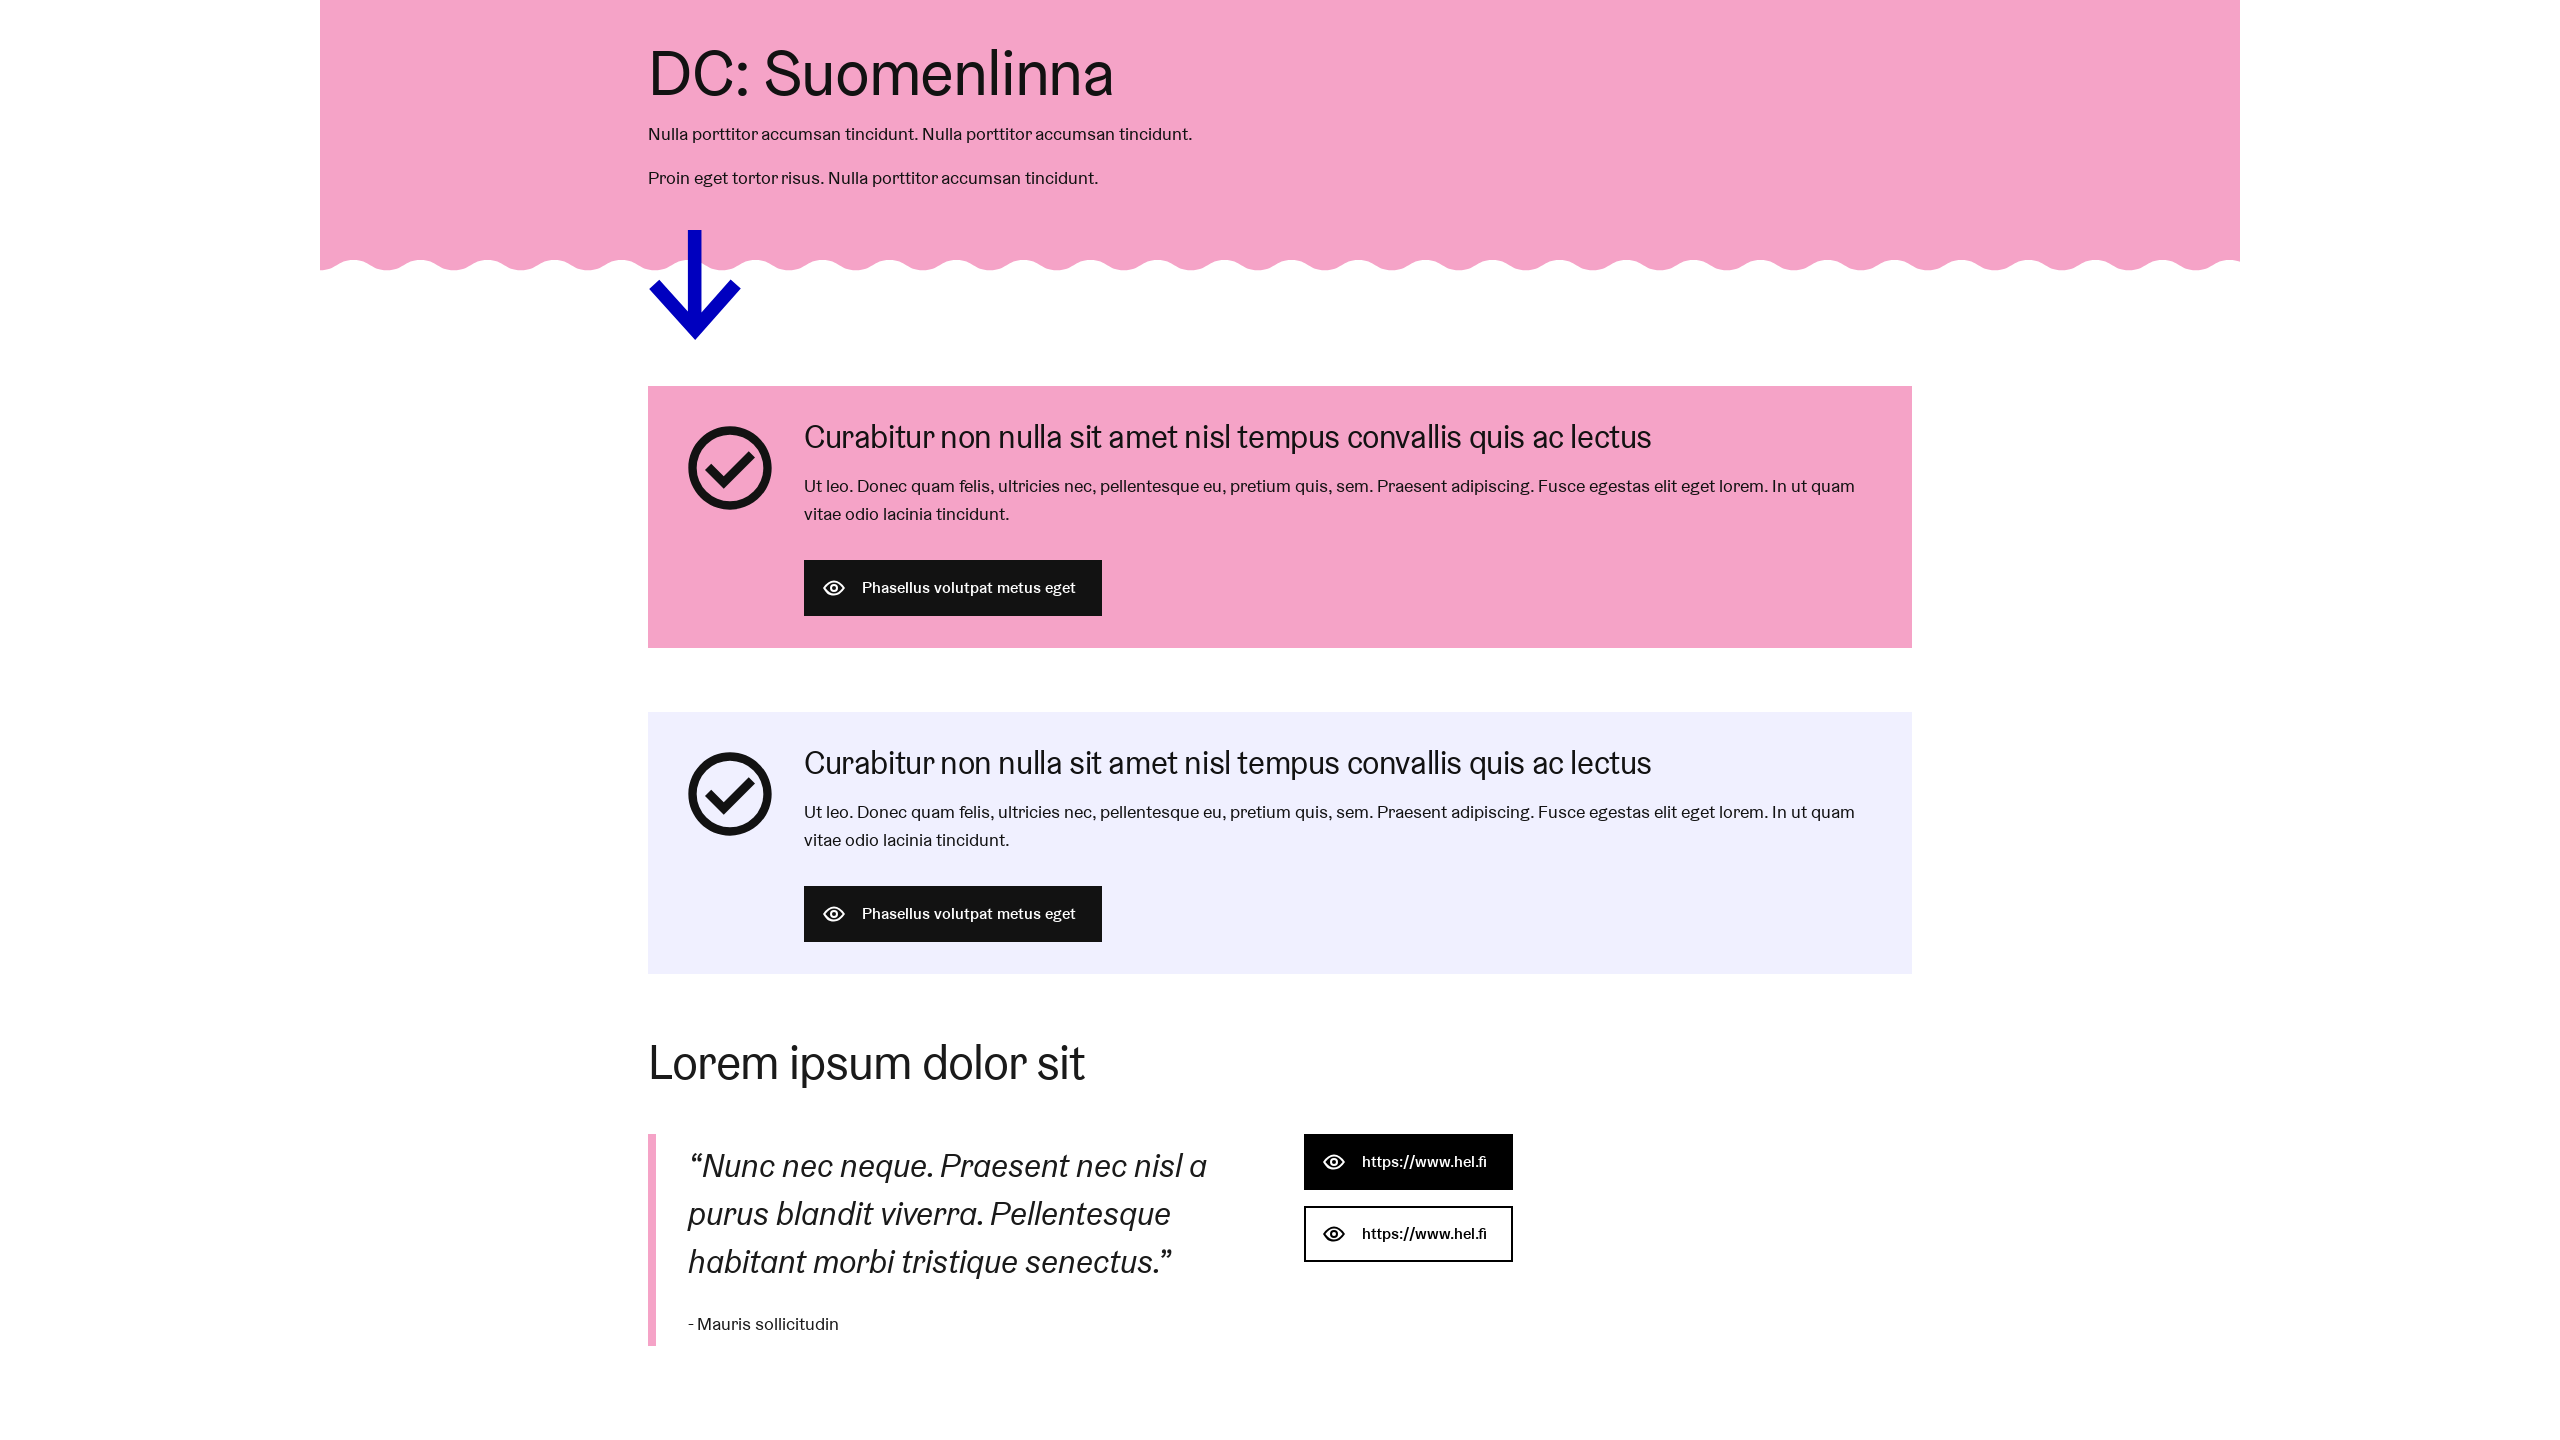 DC: Suomenlinna
Nulla porttitor accumsan tincidunt. Nulla porttitor accumsan tincidunt.
Proin eget tortor risus. Nulla porttitor accumsan tincidunt.
Curabitur non nulla sit amet nisl tempus convallis quis ac lectus
Ut leo. Donec quam felis, ultricies nec, pellentesque eu, pretium quis, sem. Praesent adipiscing. Fusce egestas elit eget lorem. In ut quam
vitae odio lacinia tincidunt.
Phasellus volutpat metus eget
Curabitur non nulla sit amet nisl tempus convallis quis ac lectus
Ut leo. Donec quam felis, ultricies nec, pellentesque eu, pretium quis, sem. Praesent adipiscing. Fusce egestas elit eget lorem. In ut quam
vitae odio lacinia tincidunt.
Phasellus volutpat metus eget
Lorem ipsum dolor sit
“Nunc nec neque. Praesent nec nisl a
purus blandit viverra. Pellentesque
habitant morbi tristique senectus.”
- Mauris sollicitudin
https://www.hel.fi
https://www.hel.fi